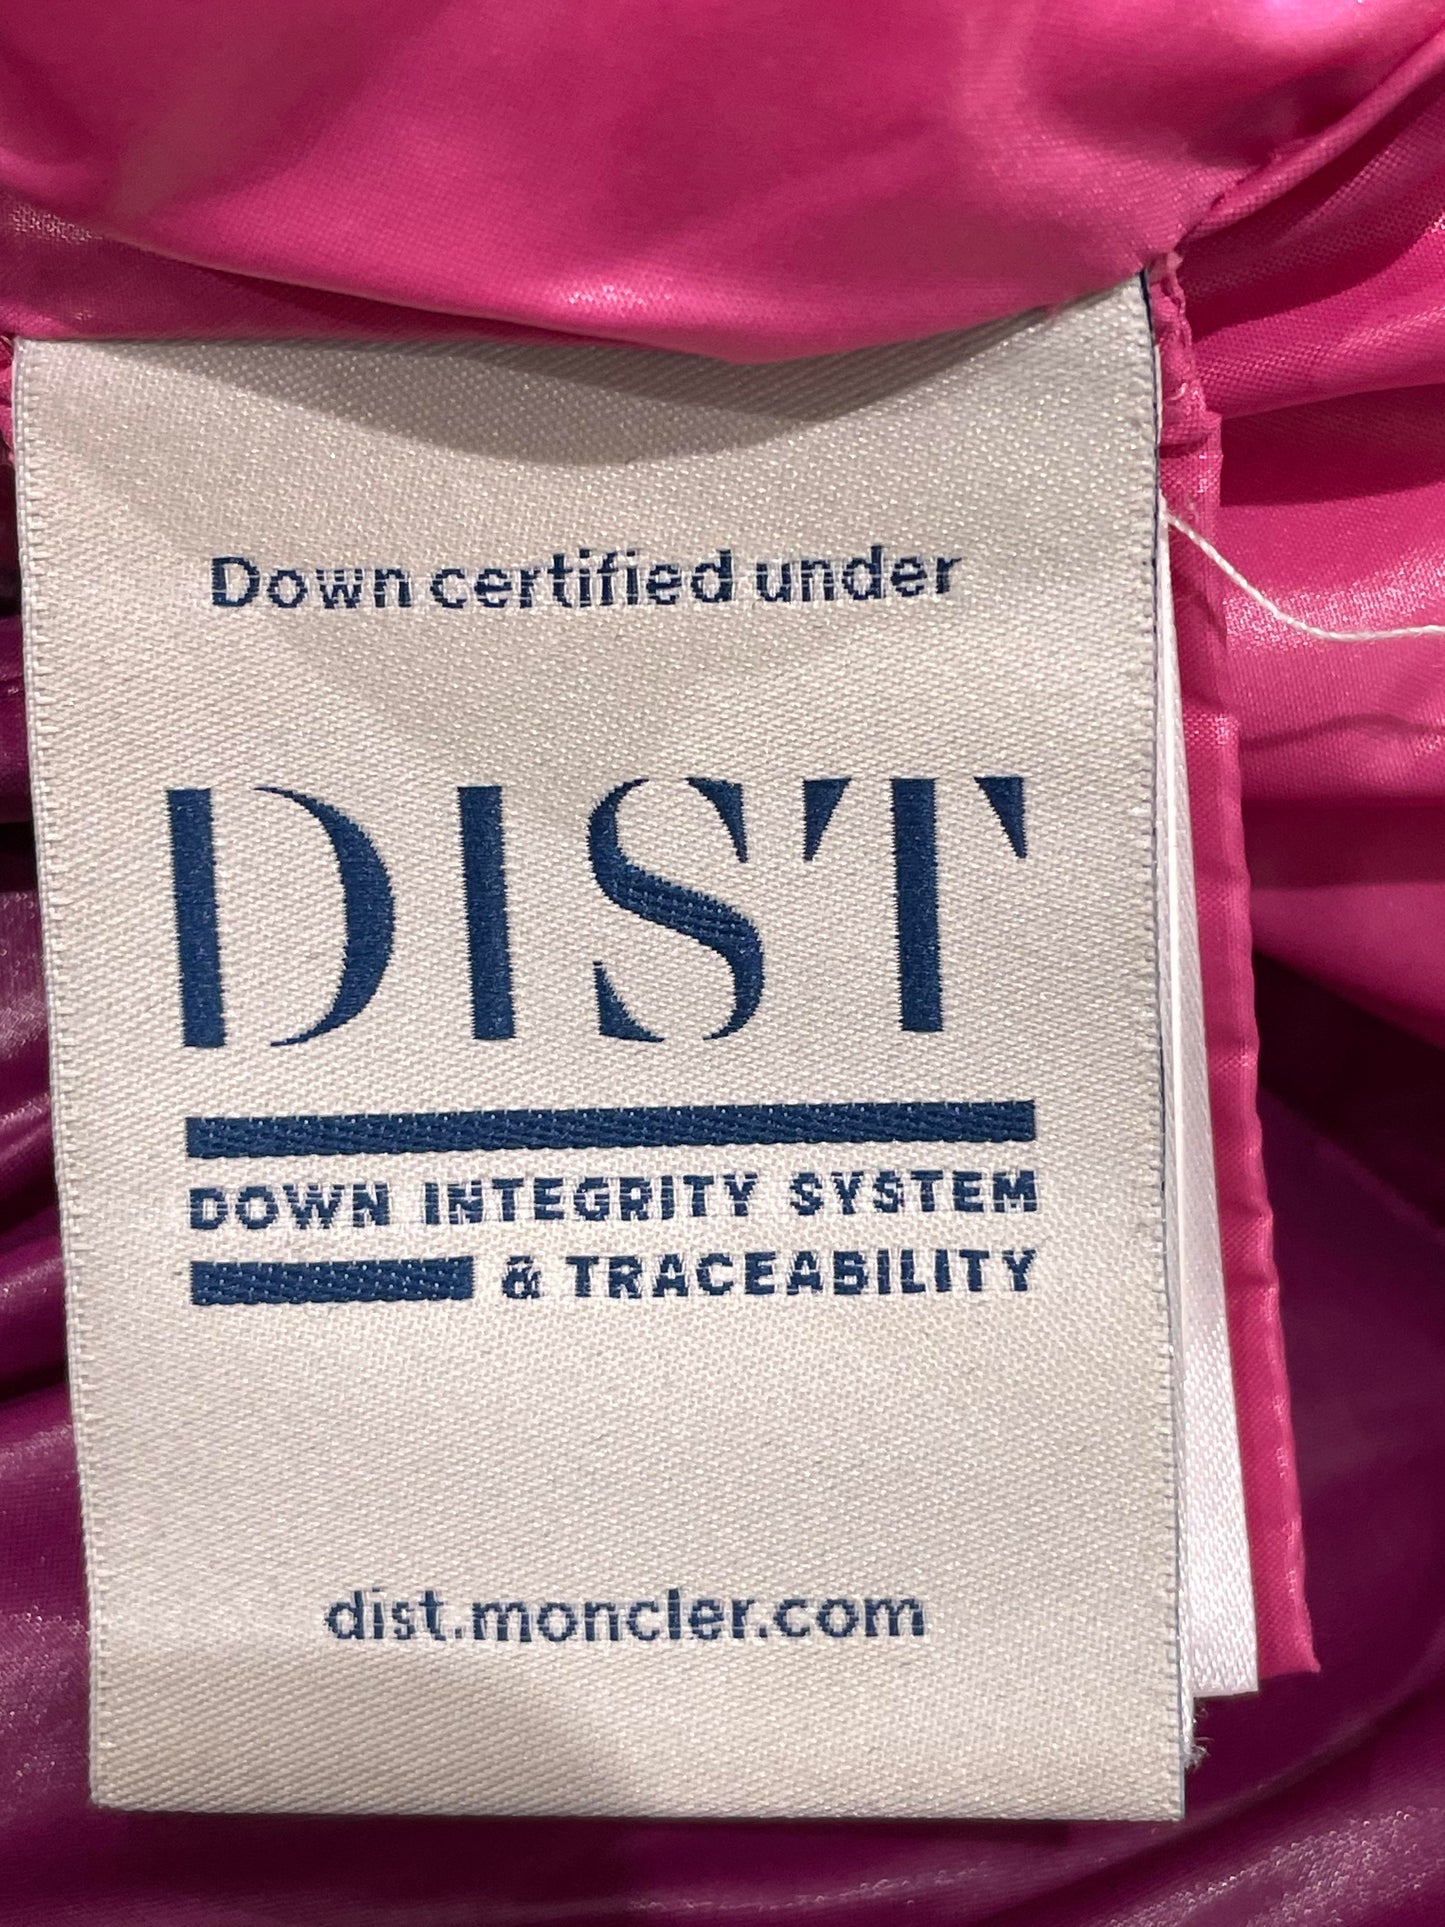 Down certified under
DIST
DOWN INTEGRITY SYSTEM
& TRACEABILITY
dist.moncler.com